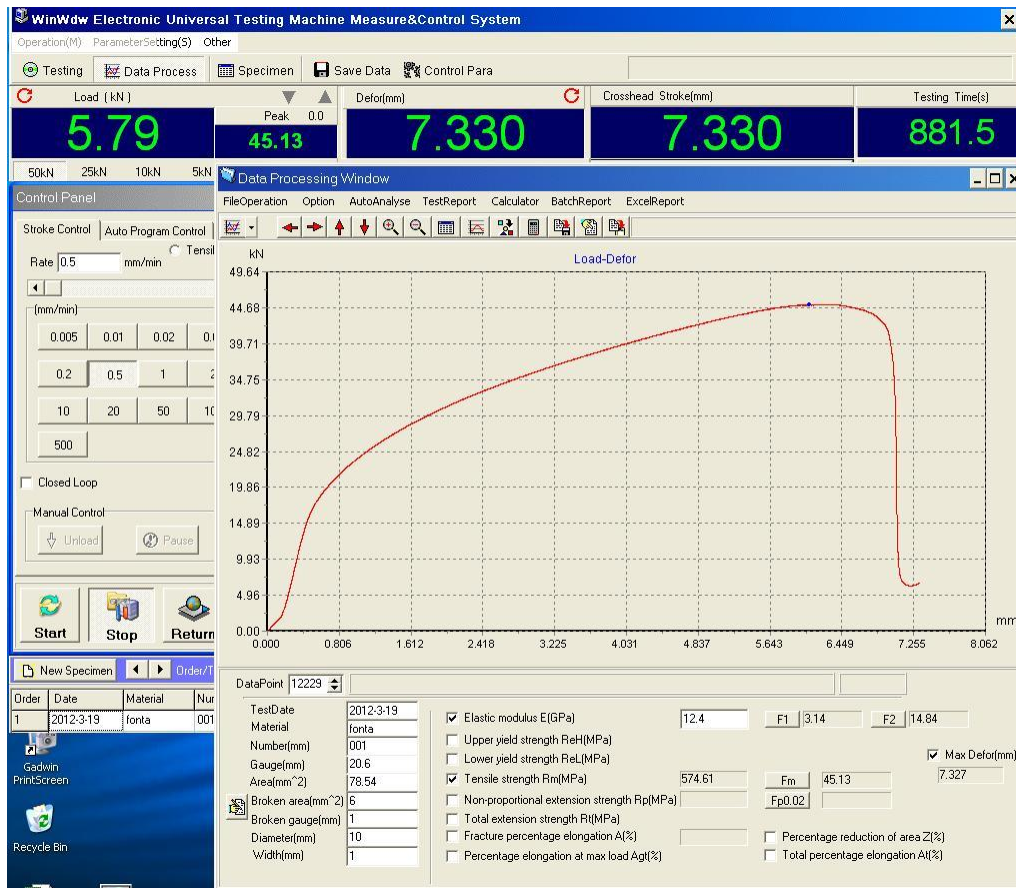 WinWdw Electronic Universal Testing Machine Measure&Control System
Operation(M) ParameterSetting(S) Other
Testing Data Process Specimen Save Data Control Para
Load (kN) Peak 0.0 Defor(mm) Crosshead Stroke(mm) Testing Time(s)
5.79 45.13 7.330 7.330 881.5
50kN 25kN 10kN 5kN
Data Processing Window
Control Panel
FileOperation Option AutoAnalyse TestReport Calculator BatchReport ExcelReport
Stroke Control Auto Program Control
Rate 0.5 mm/min Tensil
(mm/min)
0.005 0.01 0.02
0.2 0.5 1 2
10 20 50
500
Closed Loop
Manual Control
Unload Pause
Start Stop Return
kN
Load-Defor
49.64
44.68
39.71
34.75
29.79
24.82
19.86
14.89
9.93
4.96
0.00
mm
0.000 0.806 1.612 2.418 3.225 4.031 4.837 5.643 6.449 7.255 8.062
New Specimen Order/T
Order Date Material Nur
1 2012-3-19 fonta 001
Gadwin
PrintScreen
Recycle Bin
DataPoint 12229
TestDate 2012-3-19
Material fonta
Number(mm) 001
Gauge(mm) 20.6
Area(mm^2) 78.54
Broken area(mm^2) 6
Broken gauge(mm) 1
Diameter(mm) 10
Width(mm) 1
Elastic modulus E(GPa) 12.4 F1 3.14 F2 14.84
Upper yield strength ReH(MPa)
Lower yield strength ReL(MPa) Max Defor(mm)
Tensile strength Rm(MPa) 574.61 Fm 45.13 7.327
Non-proportional extension strength Rp(MPa) Fp0.02
Total extension strength Rt(MPa)
Fracture percentage elongation A(%) Percentage reduction of area Z(%)
Percentage elongation at max load Agt(%) Total percentage elongation At(%)